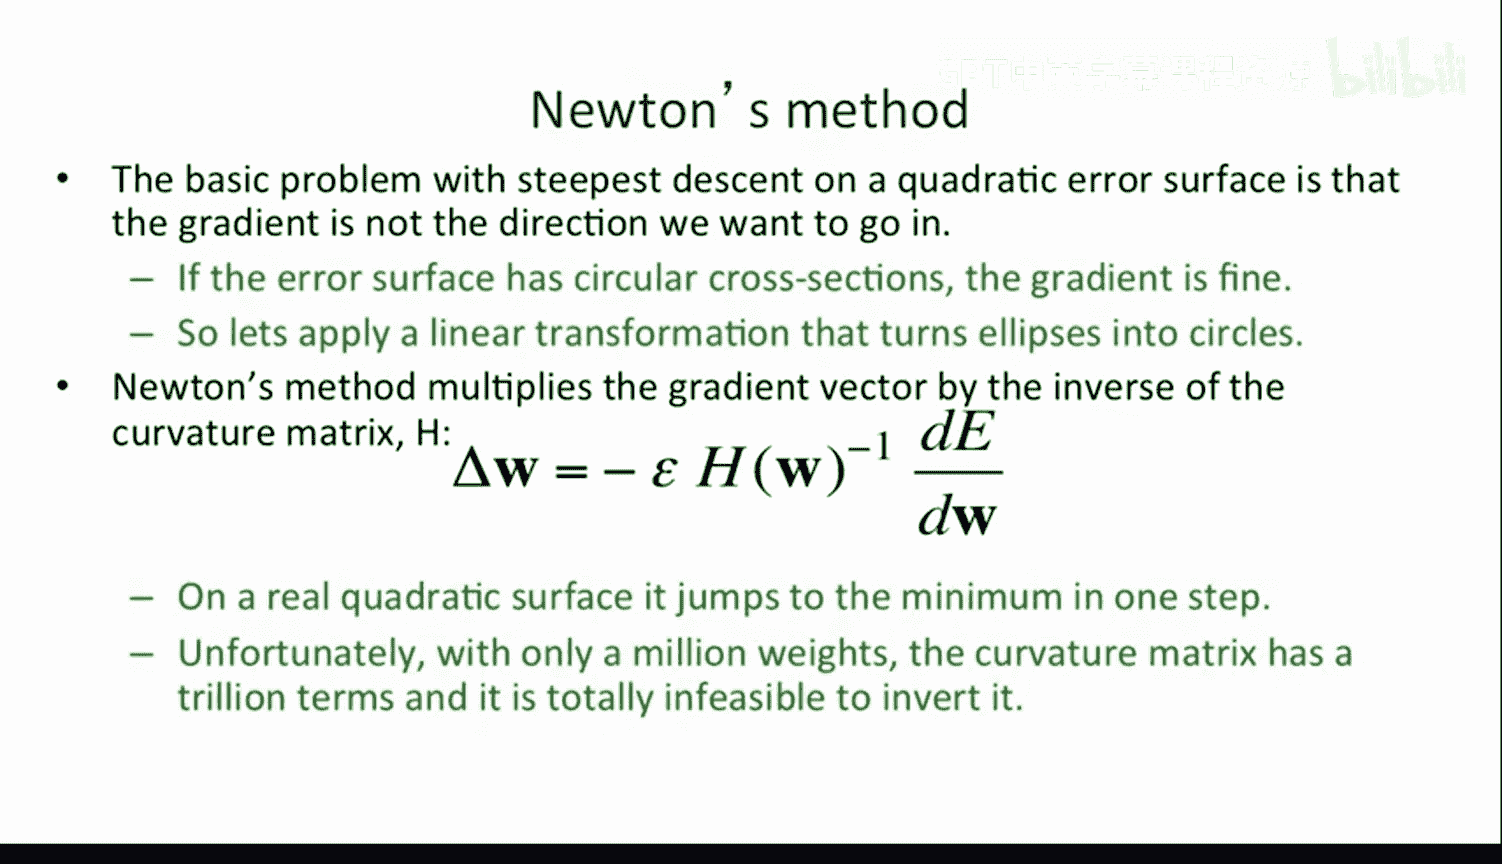 bilibili
Newton's method
• The basic problem with steepest descent on a quadratic error surface is that
the gradient is not the direction we want to go in.
– If the error surface has circular cross-sections, the gradient is fine.
– So lets apply a linear transformation that turns ellipses into circles.
• Newton's method multiplies the gradient vector by the inverse of the
curvature matrix, H:
Δw = − ε H(w)⁻¹ dE/dw
– On a real quadratic surface it jumps to the minimum in one step.
– Unfortunately, with only a million weights, the curvature matrix has a
trillion terms and it is totally infeasible to invert it.